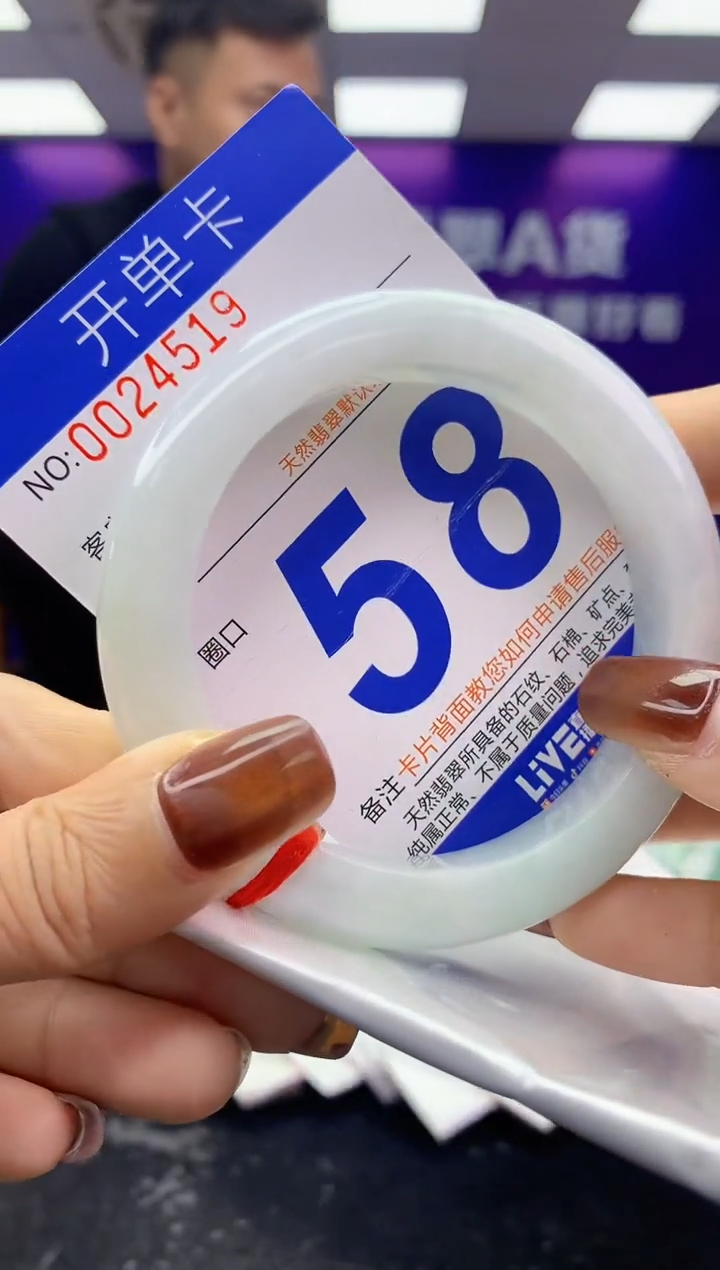 开单卡
NO:0024519
天然翡翠默认
圈口 58
备注 卡片背面教您如何申请售后服
天然翡翠所具备的石纹、石棉、矿点、
纯属正常、不属于质量问题,追求完美
LiVE
A货